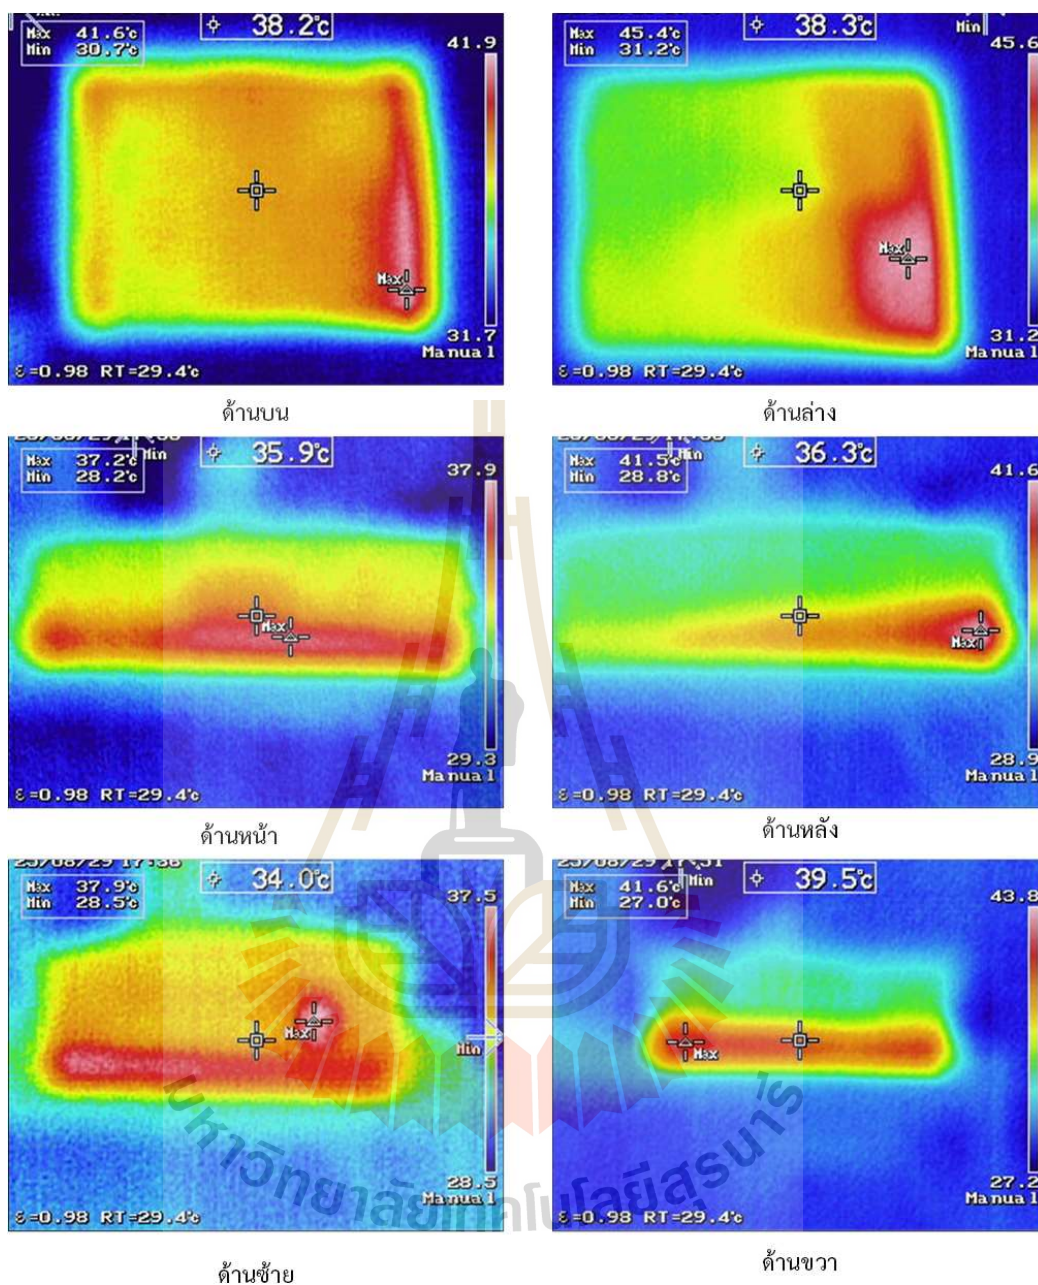 Max 41.6℃
Min 30.7℃
38.2℃
41.9
Max
31.7
Manual
ε=0.98 RT=29.4℃
ด้านบน
Max 45.4℃
Min 31.2℃
38.3℃
Min
45.6
Max
31.2
Manual
ε=0.98 RT=29.4℃
ด้านล่าง
Max 37.2℃
Min 28.2℃
Min
35.9℃
37.9
Max
29.3
Manual
ε=0.98 RT=29.4℃
ด้านหน้า
Max 41.5℃
Min 28.8℃
36.3℃
41.6
Max
28.9
Manual
ε=0.98 RT=29.4℃
ด้านหลัง
Max 37.9℃
Min 28.5℃
34.0℃
37.5
Max
Min
28.5
Manual
ε=0.98 RT=29.4℃
ด้านซ้าย
Max 41.6℃
Min 27.0℃
Min
39.5℃
43.8
Max
27.2
Manual
ε=0.98 RT=29.4℃
ด้านขวา
มหาวิทยาลัยเทคโนโลยีสุรนารี